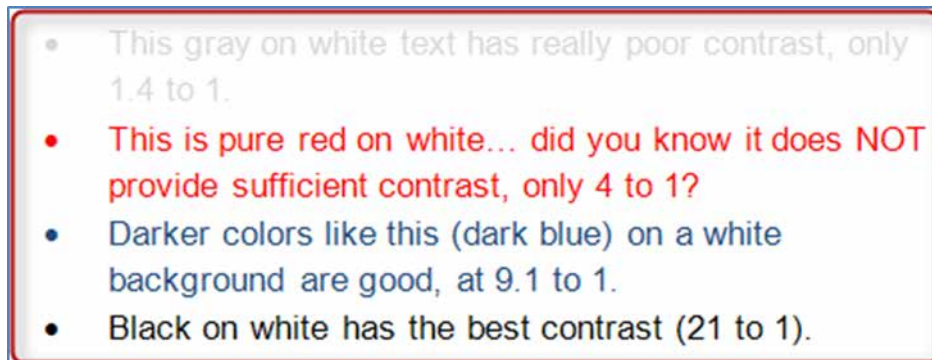 • This gray on white text has really poor contrast, only
1.4 to 1.
• This is pure red on white... did you know it does NOT
provide sufficient contrast, only 4 to 1?
• Darker colors like this (dark blue) on a white
background are good, at 9.1 to 1.
• Black on white has the best contrast (21 to 1).